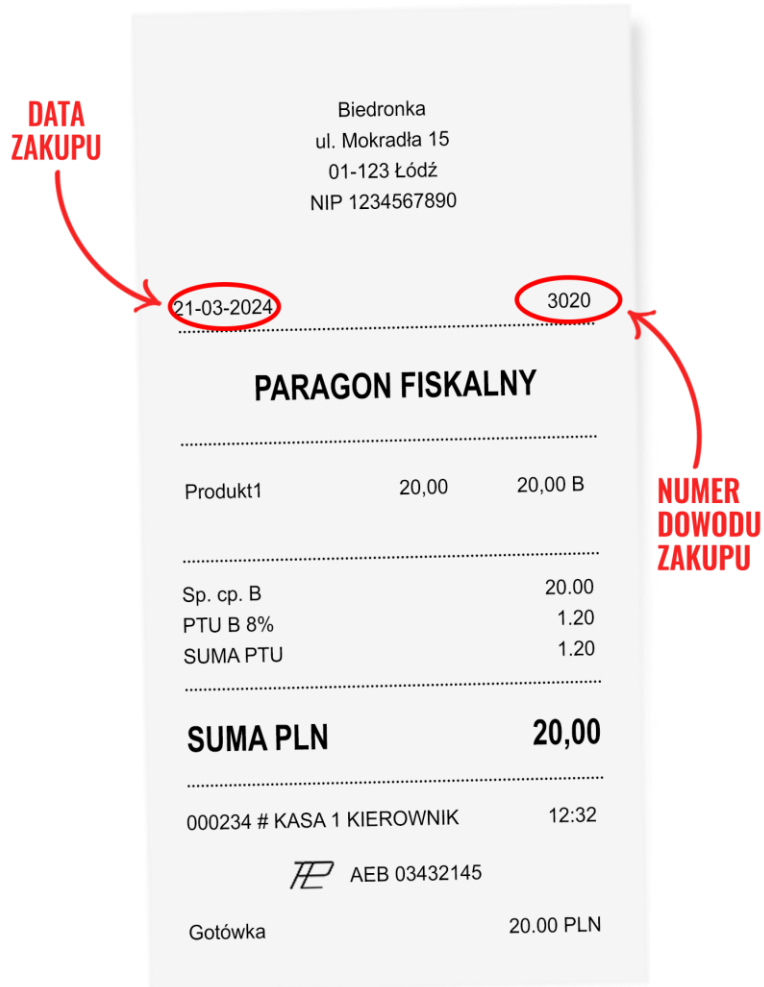 Biedronka
ul. Mokradła 15
01-123 Łódź
NIP 1234567890
DATA
ZAKUPU
21-03-2024 3020
PARAGON FISKALNY
Produkt1 20,00 20,00 B
NUMER
DOWODU
ZAKUPU
Sp. cp. B 20.00
PTU B 8% 1.20
SUMA PTU 1.20
SUMA PLN 20,00
000234 # KASA 1 KIEROWNIK 12:32
AEB 03432145
Gotówka 20.00 PLN